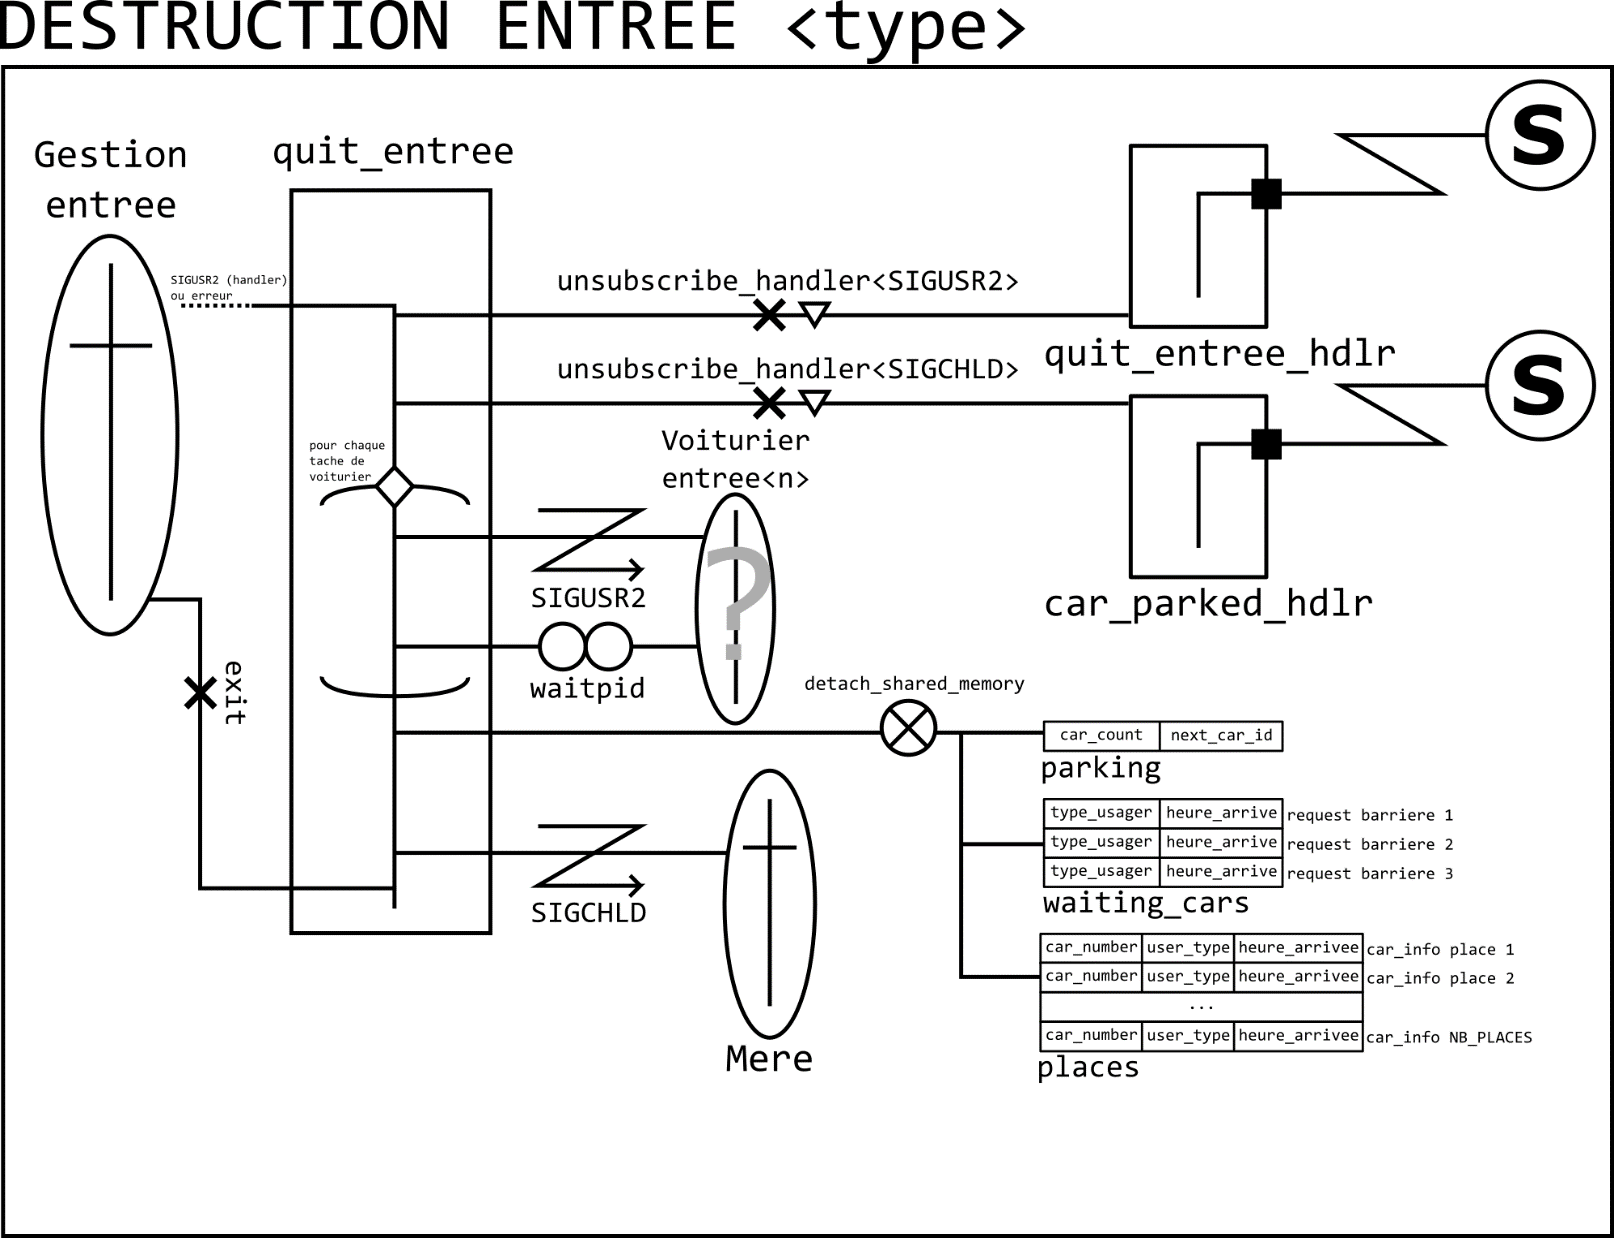 DESTRUCTION ENTREE <type>
Gestion
entree
quit_entree
S
SIGUSR2 (handler)
ou erreur
unsubscribe_handler<SIGUSR2>
quit_entree_hdlr
S
unsubscribe_handler<SIGCHLD>
pour chaque
tache de
voiturier
Voiturier
entree<n>
?
SIGUSR2
car_parked_hdlr
exit
waitpid
detach_shared_memory
car_count next_car_id
parking
type_usager heure_arrive request barriere 1
type_usager heure_arrive request barriere 2
type_usager heure_arrive request barriere 3
waiting_cars
SIGCHLD
car_number user_type heure_arrivee car_info place 1
car_number user_type heure_arrivee car_info place 2
...
car_number user_type heure_arrivee car_info NB_PLACES
places
Mere